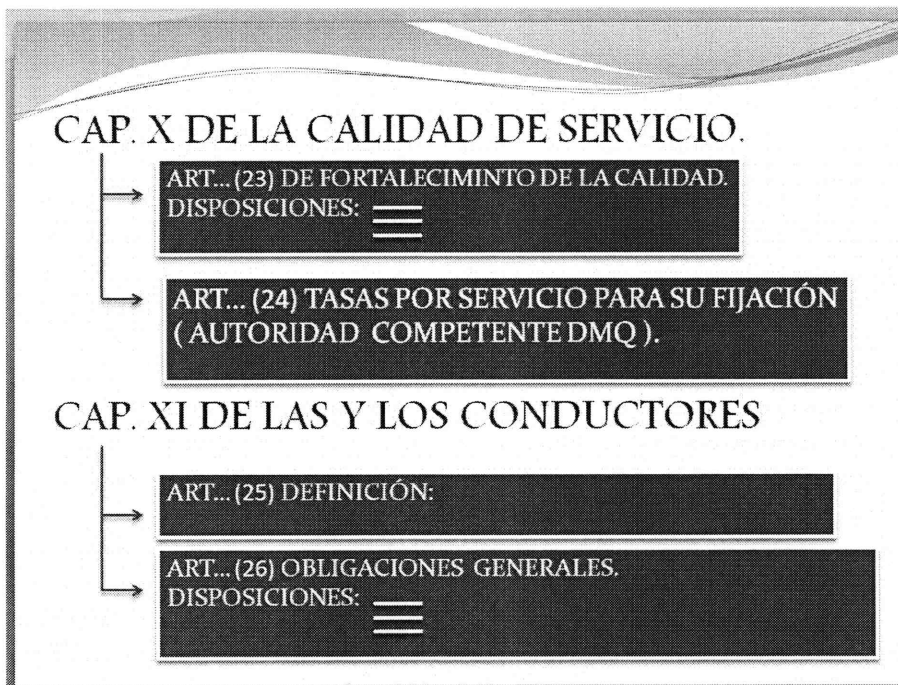 CAP. X DE LA CALIDAD DE SERVICIO.
ART... (23) DE FORTALECIMINTO DE LA CALIDAD.
DISPOSICIONES:
ART... (24) TASAS POR SERVICIO PARA SU FIJACIÓN
( AUTORIDAD COMPETENTE DMQ ).
CAP. XI DE LAS Y LOS CONDUCTORES
ART... (25) DEFINICIÓN:
ART... (26) OBLIGACIONES GENERALES.
DISPOSICIONES: